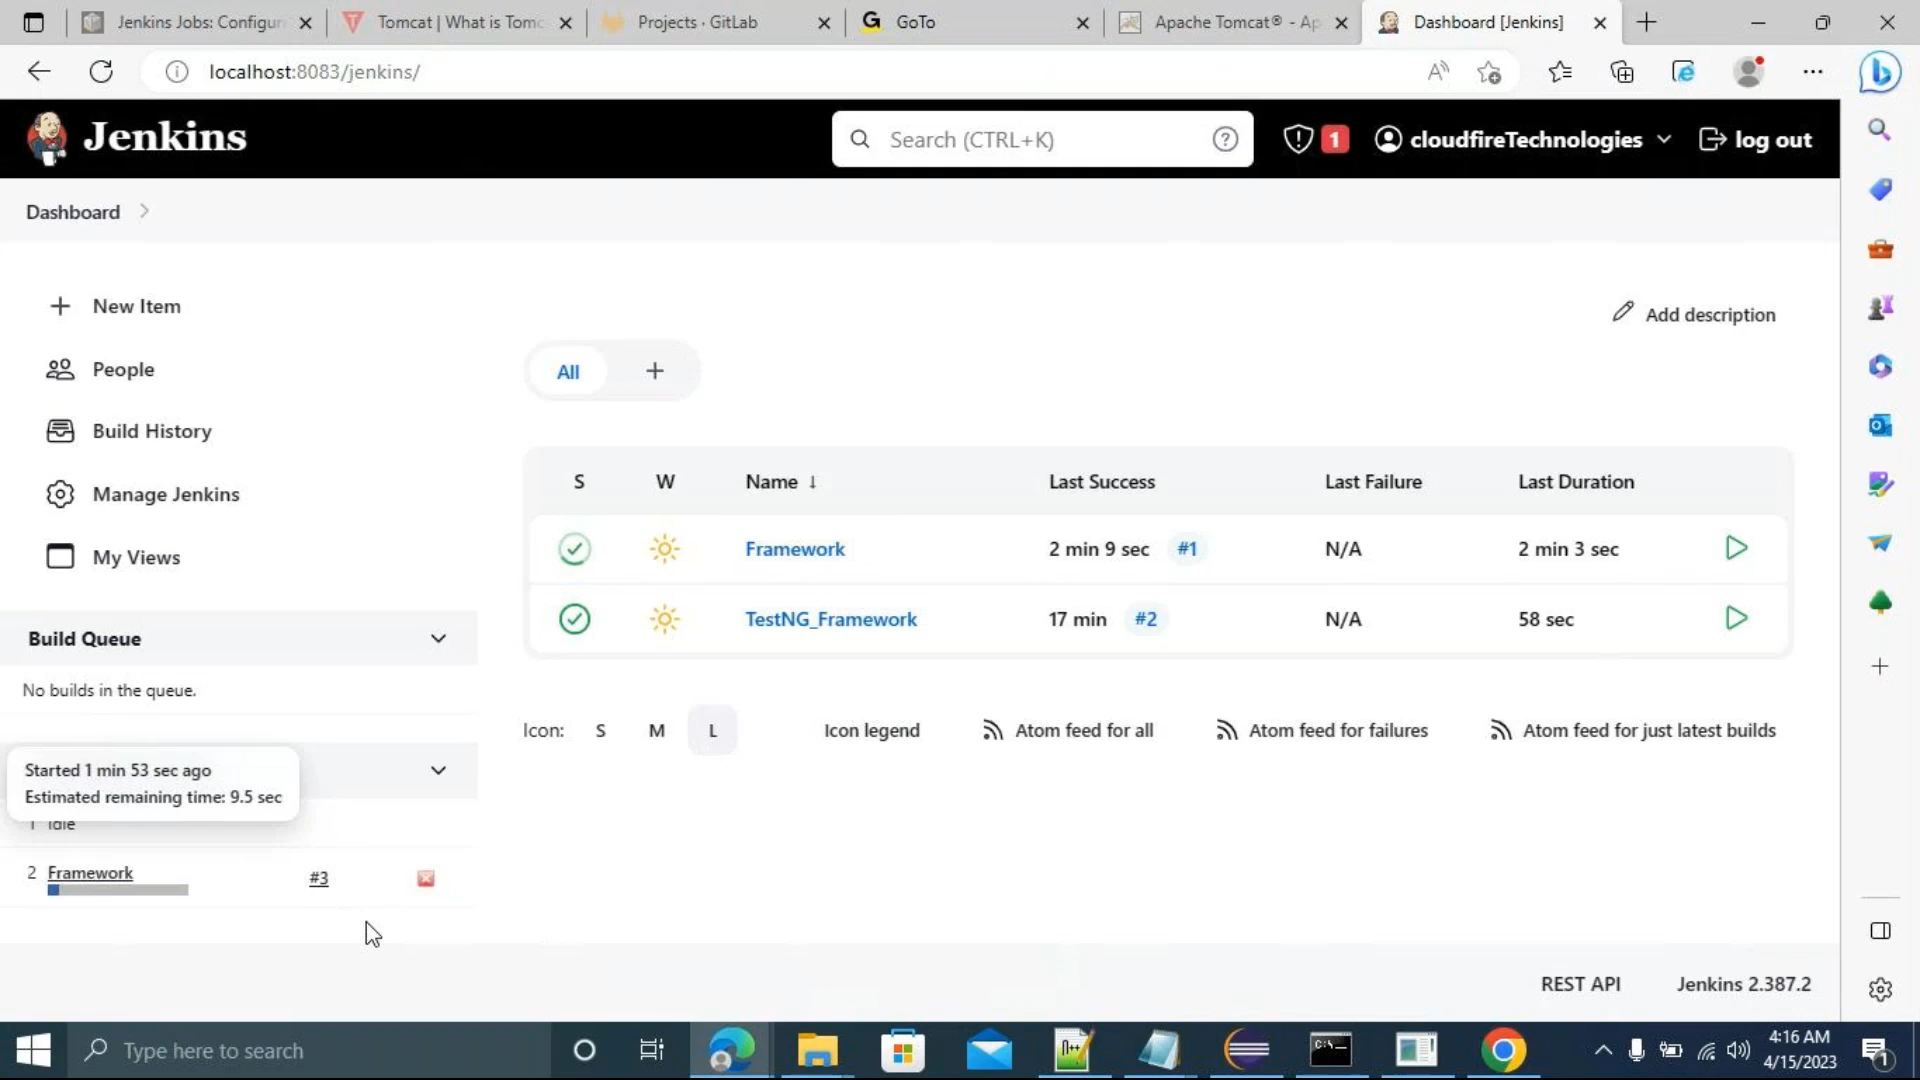 Jenkins Jobs: Configur
Tomcat | What is Tomc
Projects · GitLab
GoTo
Apache Tomcat® - Ap
Dashboard [Jenkins]
localhost:8083/jenkins/
Jenkins
Search (CTRL+K)
1
cloudfireTechnologies
log out
Dashboard
New Item
People
Build History
Manage Jenkins
My Views
Add description
All
S W Name ↓ Last Success Last Failure Last Duration
Framework 2 min 9 sec #1 N/A 2 min 3 sec
TestNG_Framework 17 min #2 N/A 58 sec
Build Queue
No builds in the queue.
Icon: S M L
Icon legend
Atom feed for all
Atom feed for failures
Atom feed for just latest builds
Started 1 min 53 sec ago
Estimated remaining time: 9.5 sec
1 Idle
2 Framework #3
REST API
Jenkins 2.387.2
Type here to search
4:16 AM
4/15/2023
1